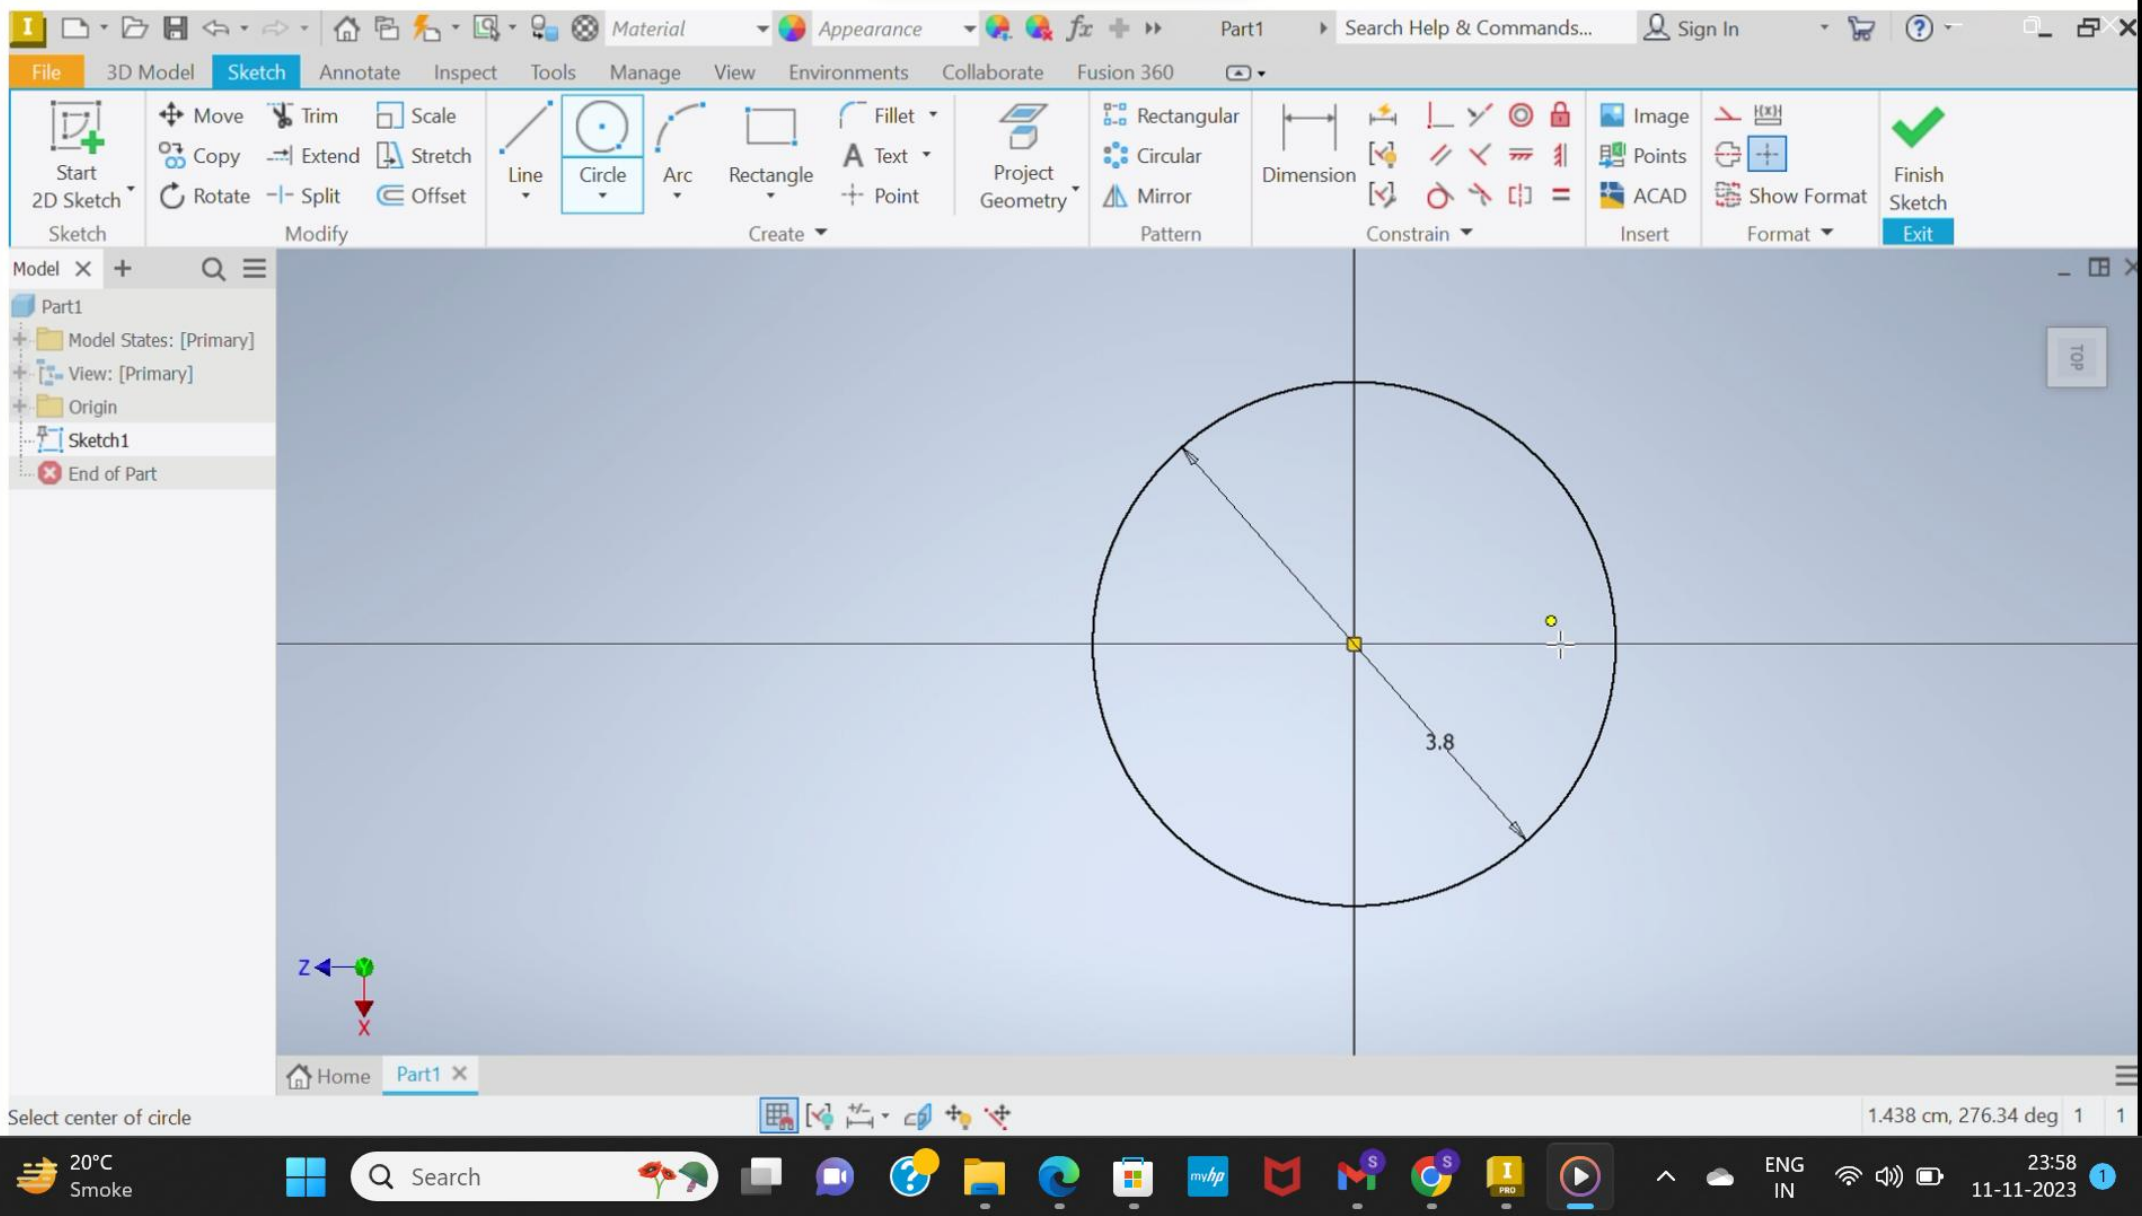 I Material Appearance fx Part1 Search Help & Commands... Sign In ?
File 3D Model Sketch Annotate Inspect Tools Manage View Environments Collaborate Fusion 360
Start
2D Sketch
Sketch
Move Trim Scale
Copy Extend Stretch
Rotate Split Offset
Modify
Line Circle Arc Rectangle
Fillet
A Text
Point
Create
Project
Geometry
Rectangular
Circular
Mirror
Pattern
Dimension
Constrain
Image
Points
ACAD
Insert
Show Format
Format
Finish
Sketch
Exit
Model
Part1
Model States: [Primary]
View: [Primary]
Origin
Sketch1
End of Part
TOP
3.8
Z
Y
X
Home Part1
Select center of circle
1.438 cm, 276.34 deg 1 1
20°C
Smoke
Search
myhp
S
S
I
PRO
ENG
IN
23:58
11-11-2023
1